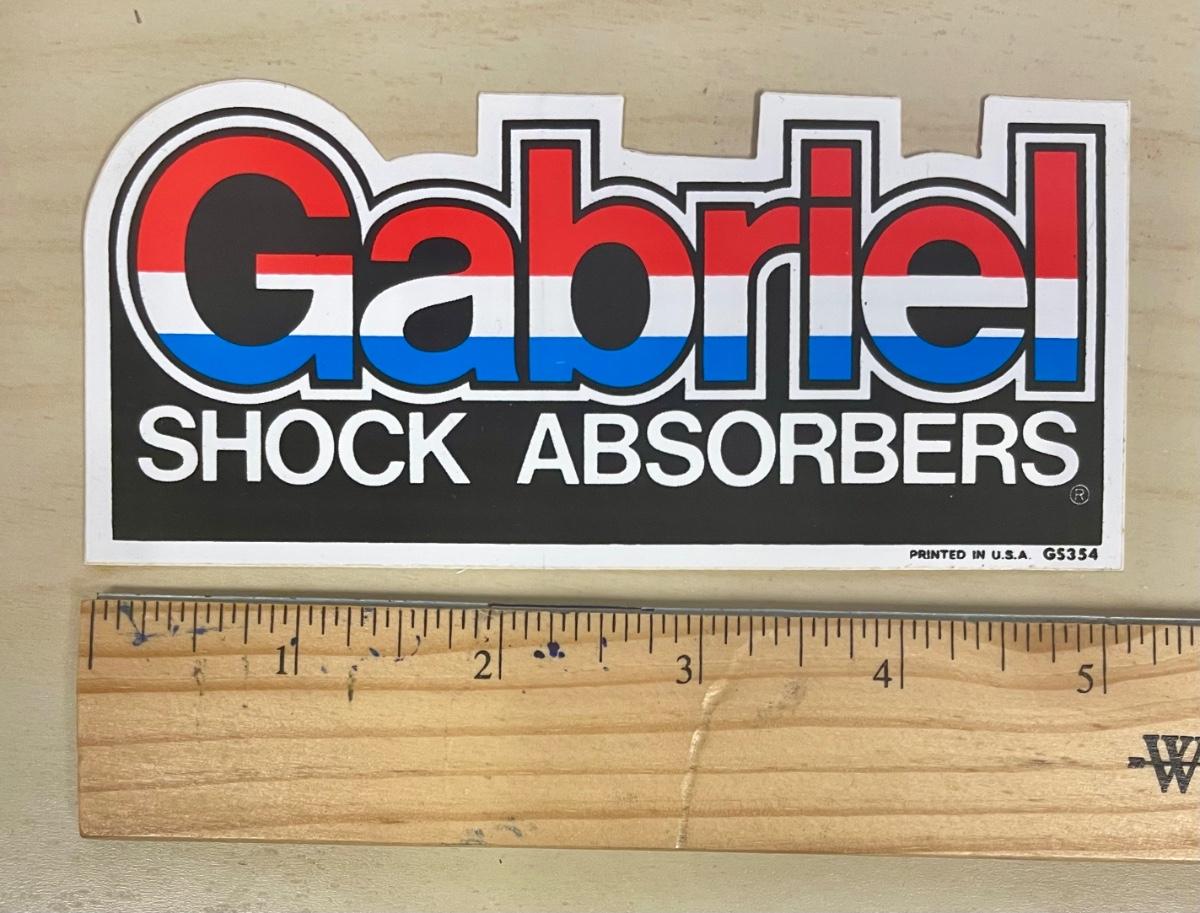 Gabriel
SHOCK ABSORBERS
®
PRINTED IN U.S.A. GS354
1 2 3 4 5